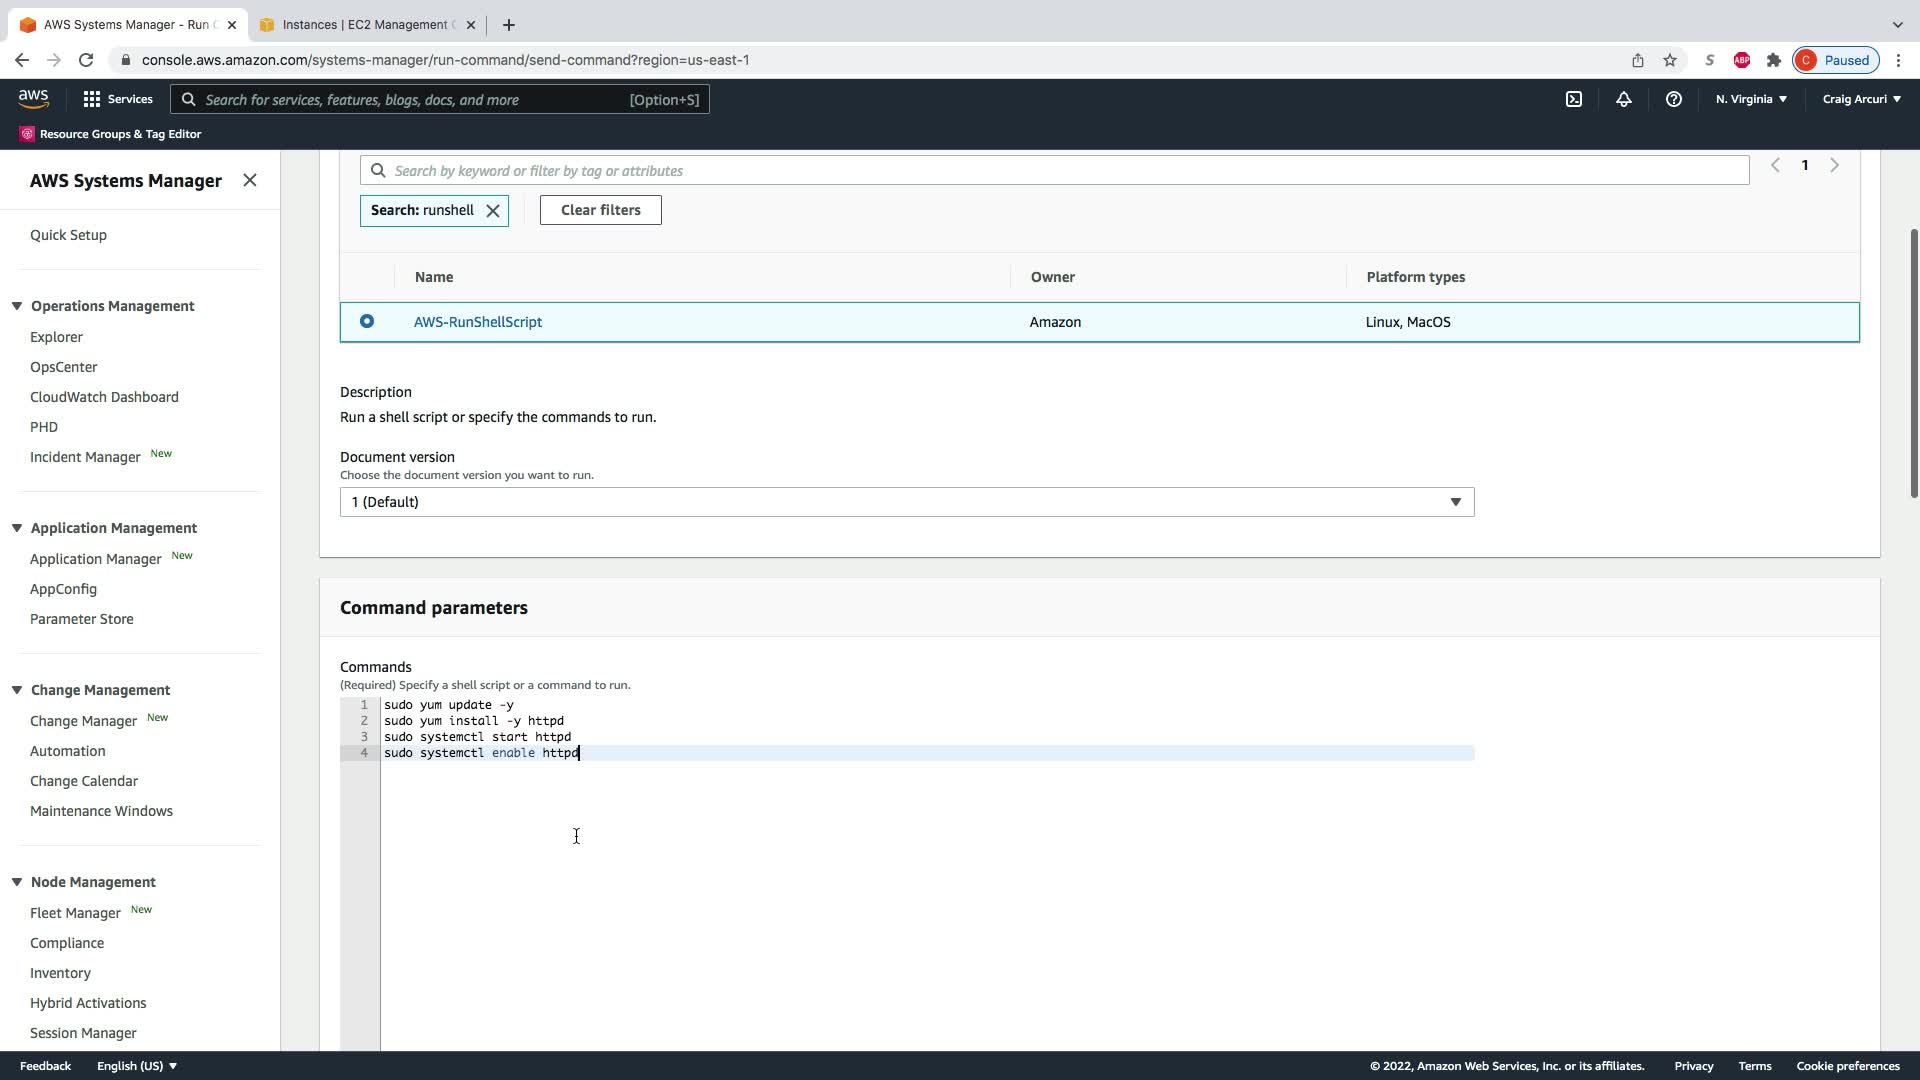 AWS Systems Manager - Run C
Instances | EC2 Management C
console.aws.amazon.com/systems-manager/run-command/send-command?region=us-east-1
S
ABP
C
Paused
aws
Services
Search for services, features, blogs, docs, and more
[Option+S]
N. Virginia
Craig Arcuri
Resource Groups & Tag Editor
AWS Systems Manager
Quick Setup
Operations Management
Explorer
OpsCenter
CloudWatch Dashboard
PHD
Incident Manager New
Application Management
Application Manager New
AppConfig
Parameter Store
Change Management
Change Manager New
Automation
Change Calendar
Maintenance Windows
Node Management
Fleet Manager New
Compliance
Inventory
Hybrid Activations
Session Manager
Search by keyword or filter by tag or attributes
1
Search: runshell
Clear filters
Name
Owner
Platform types
AWS-RunShellScript
Amazon
Linux, MacOS
Description
Run a shell script or specify the commands to run.
Document version
Choose the document version you want to run.
1 (Default)
Command parameters
Commands
(Required) Specify a shell script or a command to run.
1 sudo yum update -y
2 sudo yum install -y httpd
3 sudo systemctl start httpd
4 sudo systemctl enable httpd
Feedback
English (US)
© 2022, Amazon Web Services, Inc. or its affiliates.
Privacy
Terms
Cookie preferences